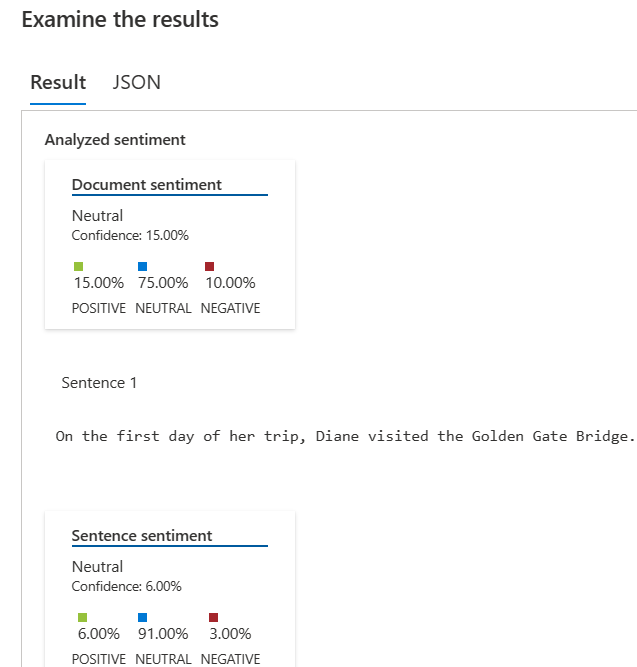 Examine the results
Result JSON
Analyzed sentiment
Document sentiment
Neutral
Confidence: 15.00%
15.00% 75.00% 10.00%
POSITIVE NEUTRAL NEGATIVE
Sentence 1
On the first day of her trip, Diane visited the Golden Gate Bridge.
Sentence sentiment
Neutral
Confidence: 6.00%
6.00% 91.00% 3.00%
POSITIVE NEUTRAL NEGATIVE